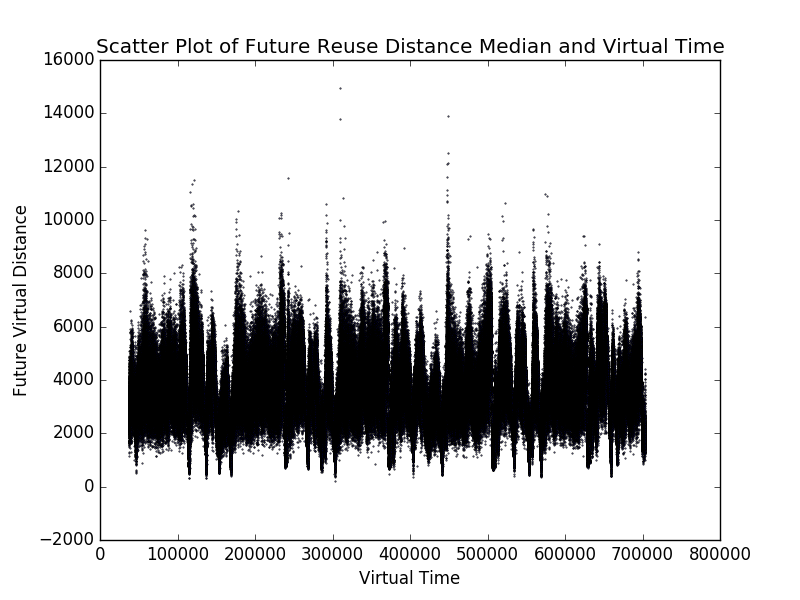 Scatter Plot of Future Reuse Distance Median and Virtual Time
16000
14000
12000
10000
8000
6000
4000
2000
0
−2000
Future Virtual Distance
0 100000 200000 300000 400000 500000 600000 700000 800000
Virtual Time